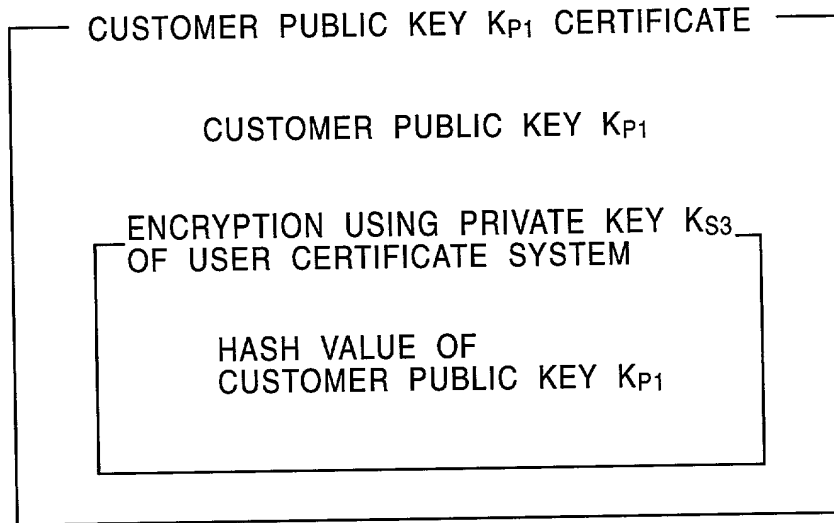 CUSTOMER PUBLIC KEY KP1 CERTIFICATE
CUSTOMER PUBLIC KEY KP1
ENCRYPTION USING PRIVATE KEY KS3
OF USER CERTIFICATE SYSTEM
HASH VALUE OF
CUSTOMER PUBLIC KEY KP1